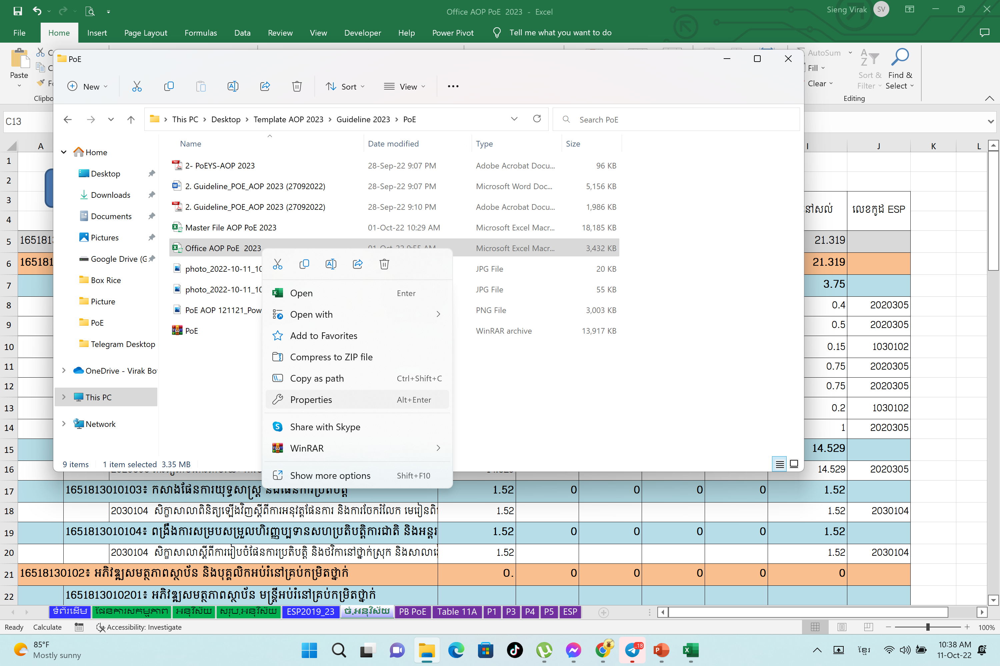 Office AOP PoE  2023  -  Excel
Sieng Virak
SV
File
Home
Insert
Page Layout
Formulas
Data
Review
View
Developer
Help
Power Pivot
Tell me what you want to do
Paste
AutoSum
Fill
Clear
Sort & Filter
Find & Select
Editing
C13
PoE
New
Sort
View
This PC > Desktop > Template AOP 2023 > Guideline 2023 > PoE
Search PoE
Name
Date modified
Type
Size
Home
Desktop
Downloads
Documents
Pictures
Box Rice
Picture
PoE
Telegram Desktop
This PC
Network
2- PoEYS-AOP 2023 28-Sep-22 9:07 PM Adobe Acrobat Docu... 96 KB
2. Guideline_POE_AOP 2023 (27092022) 28-Sep-22 9:07 PM Microsoft Word Doc... 5,156 KB
2. Guideline_POE_AOP 2023 (27092022) 28-Sep-22 9:10 PM Adobe Acrobat Docu... 1,986 KB
Master File AOP PoE 2023 01-Oct-22 10:29 AM Microsoft Excel Macr... 18,185 KB
Office AOP PoE  2023 01-Oct-22 9:55 AM Microsoft Excel Macr... 3,432 KB
photo_2022-10-11_10 JPG File 20 KB
photo_2022-10-11_10 JPG File 55 KB
PoE AOP 121121_Pow PNG File 3,003 KB
PoE WinRAR archive 13,917 KB
Open Enter
Open with
Add to Favorites
Compress to ZIP file
Copy as path Ctrl+Shift+C
Properties Alt+Enter
Share with Skype
WinRAR
Show more options Shift+F10
9 items
1 item selected  3.35 MB
A I J K L
លេខកូដ ESP
1
2
3
4
5 21.319
6 21.319
7 3.75
8 0.4 2020305
9 0.5 2020305
10 0.15 1030102
11 0.75 2020305
12 0.75 2020305
13 0.2 1030102
14 1 2020305
15 14.529
16 14.529 2020305
17 1651813010103៖ កសាងផែនការយុទ្ធសាស្ត្រ និងផែនការប្រតិបត្តិ 1.52 0 0 0 0 1.52
18 2030104  សិក្ខាសាលាពិនិត្យឡើងវិញស្តីពីការអនុវត្តផែនការ និងការចែករំលែក មេរៀនពិ 1.52 1.52 2030104
19 1651813010104៖ ពង្រឹងការសម្របសម្រួលហិរញ្ញប្បទានសហប្រតិបត្តិការជាតិ និងអន្តរ 1.52 0 0 0 0 1.52
20 2030104  សិក្ខាសាលាស្តីពីការរៀបចំផែនការប្រតិបត្តិ និងថវិកានៅថ្នាក់ស្រុក និងសាលា 1.52 1.52 2030104
21 16518130102៖ អភិវឌ្ឍសមត្ថភាពស្ថាប័ន និងបុគ្គលិកអប់រំនៅគ្រប់កម្រិតថ្នាក់ 0. 0 0 0 0 0
22 1651813010201៖ អភិវឌ្ឍសមត្ថភាពស្ថាប័ន មន្ត្រីអប់រំនៅគ្រប់កម្រិតថ្នាក់
ទំព័រដើម
ផែនការសកម្មភាព
អនុវិស័យ
សរុប.អនុវិស័យ
ESP2019_23
ចំ.អនុវិស័យ
PB PoE
Table 11A
P1
P3
P4
P5
ESP
Ready
Calculate
Accessibility: Investigate
100%
85°F
Mostly sunny
18
ខ្មែរ
10:38 AM
11-Oct-22